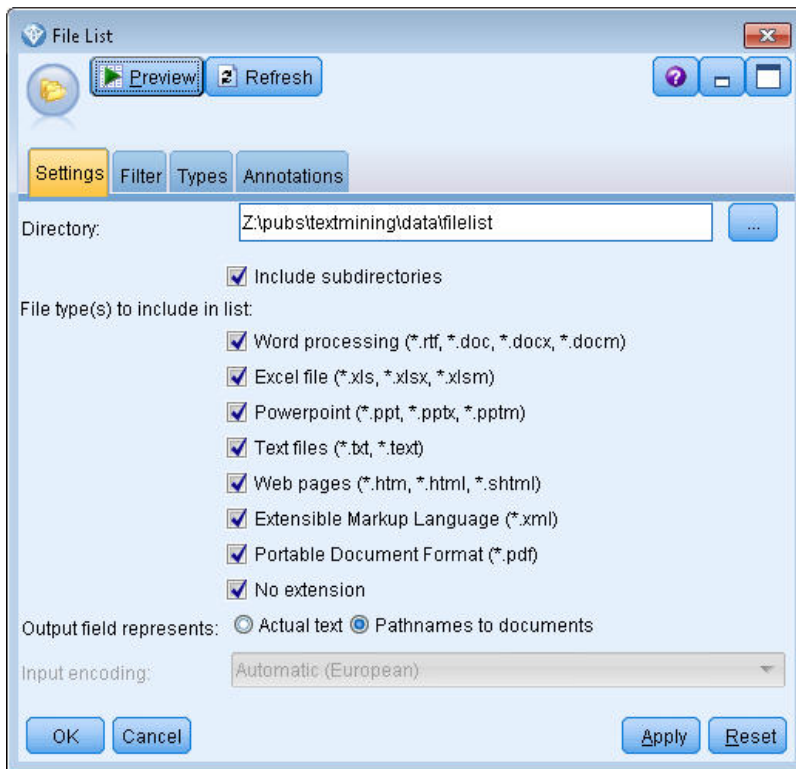 File List
Preview Refresh
Settings Filter Types Annotations
Directory: Z:\pubs\textmining\data\filelist ...
Include subdirectories
File type(s) to include in list:
Word processing (*.rtf, *.doc, *.docx, *.docm)
Excel file (*.xls, *.xlsx, *.xlsm)
Powerpoint (*.ppt, *.pptx, *.pptm)
Text files (*.txt, *.text)
Web pages (*.htm, *.html, *.shtml)
Extensible Markup Language (*.xml)
Portable Document Format (*.pdf)
No extension
Output field represents: Actual text Pathnames to documents
Input encoding: Automatic (European)
OK Cancel Apply Reset